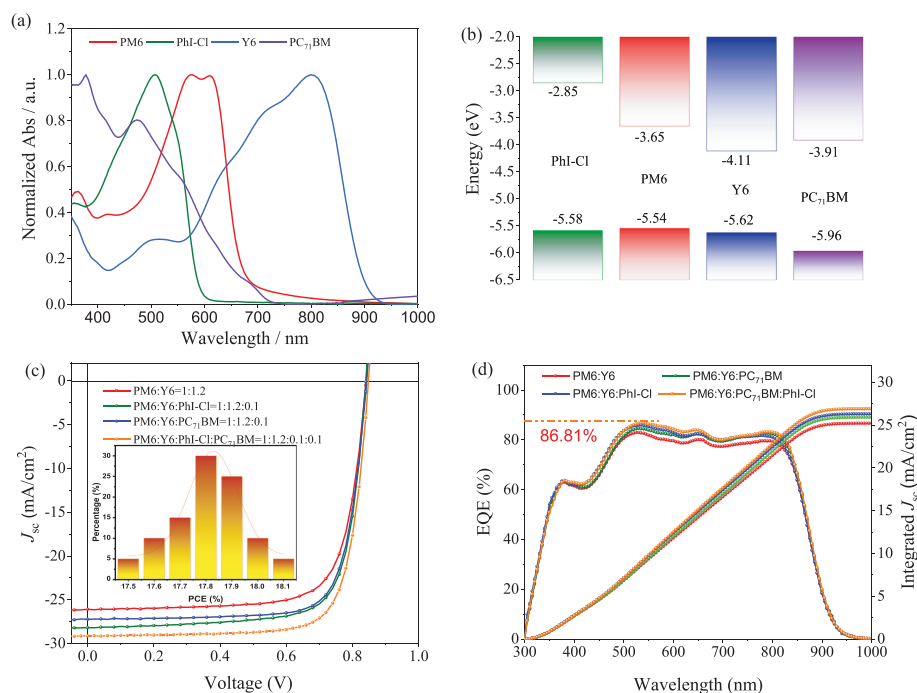 (a)
PM6 PhI-Cl Y6 PC71BM
1.2
1.0
0.8
0.6
0.4
0.2
0.0
Normalized Abs / a.u.
400 500 600 700 800 900 1000
Wavelength / nm
(b)
-2.0
-2.5
-3.0
-3.5
-4.0
-4.5
-5.0
-5.5
-6.0
-6.5
Energy (eV)
-2.85
-3.65
-4.11
-3.91
PhI-Cl
PM6
Y6
PC71BM
-5.58
-5.54
-5.62
-5.96
(c)
0
-5
-10
-15
-20
-25
-30
Jsc (mA/cm2)
PM6:Y6=1:1.2
PM6:Y6:PhI-Cl=1:1.2:0.1
PM6:Y6:PC71BM=1:1.2:0.1
PM6:Y6:PhI-Cl:PC71BM=1:1.2:0.1:0.1
30
25
20
15
10
5
0
Percentage (%)
17.5 17.6 17.7 17.8 17.9 18.0 18.1
PCE (%)
0.0 0.2 0.4 0.6 0.8 1.0
Voltage (V)
(d)
PM6:Y6 PM6:Y6:PC71BM
PM6:Y6:PhI-Cl PM6:Y6:PC71BM:PhI-Cl
86.81%
100
80
60
40
20
0
EQE (%)
30
25
20
15
10
5
0
Integrated Jsc (mA/cm2)
300 400 500 600 700 800 900 1000
Wavelength (nm)